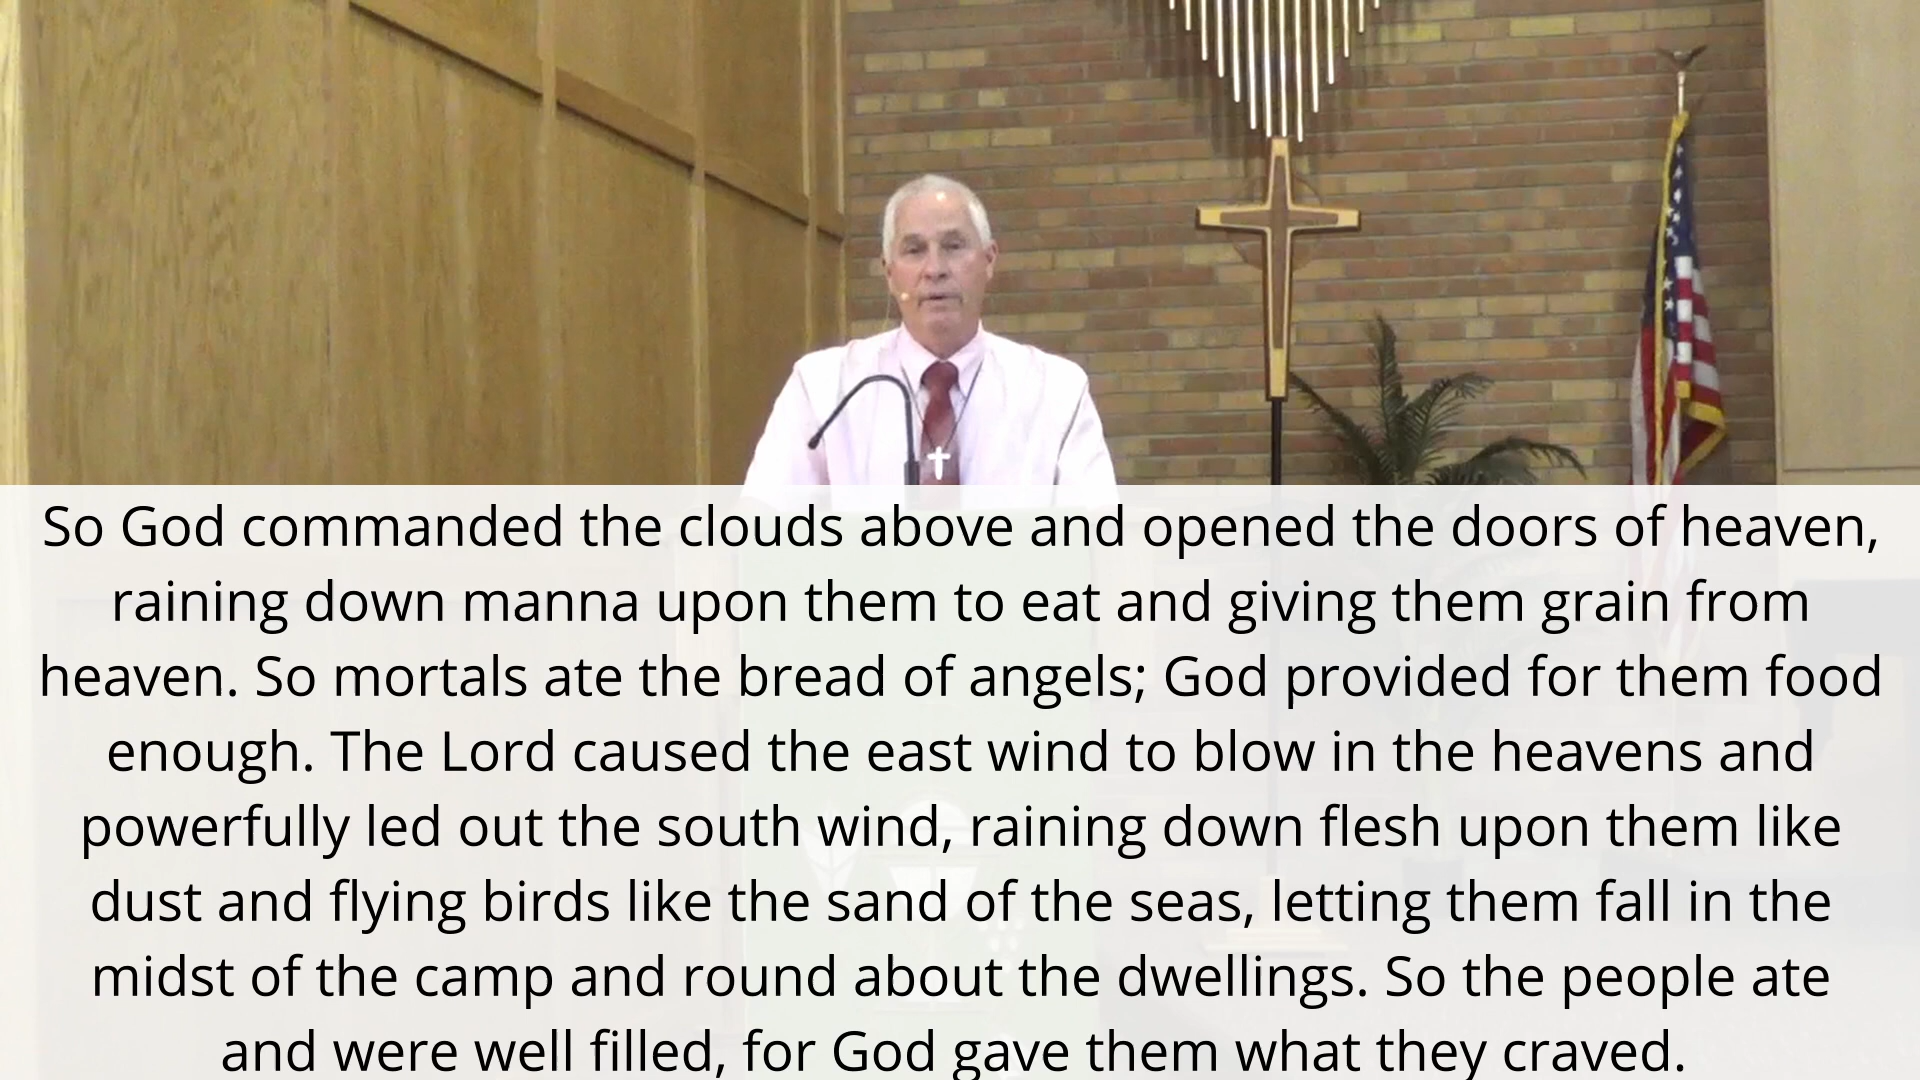 So God commanded the clouds above and opened the doors of heaven,
raining down manna upon them to eat and giving them grain from
heaven. So mortals ate the bread of angels; God provided for them food
enough. The Lord caused the east wind to blow in the heavens and
powerfully led out the south wind, raining down flesh upon them like
dust and flying birds like the sand of the seas, letting them fall in the
midst of the camp and round about the dwellings. So the people ate
and were well filled, for God gave them what they craved.